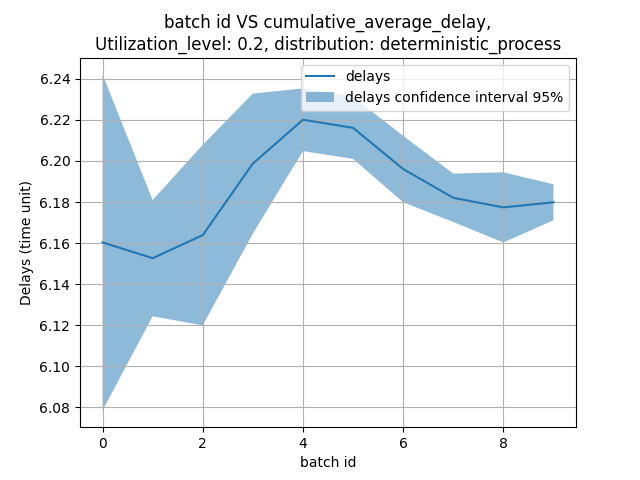 batch id VS cumulative_average_delay,
Utilization_level: 0.2, distribution: deterministic_process
delays
delays confidence interval 95%
Delays (time unit)
6.24
6.22
6.20
6.18
6.16
6.14
6.12
6.10
6.08
0 2 4 6 8
batch id